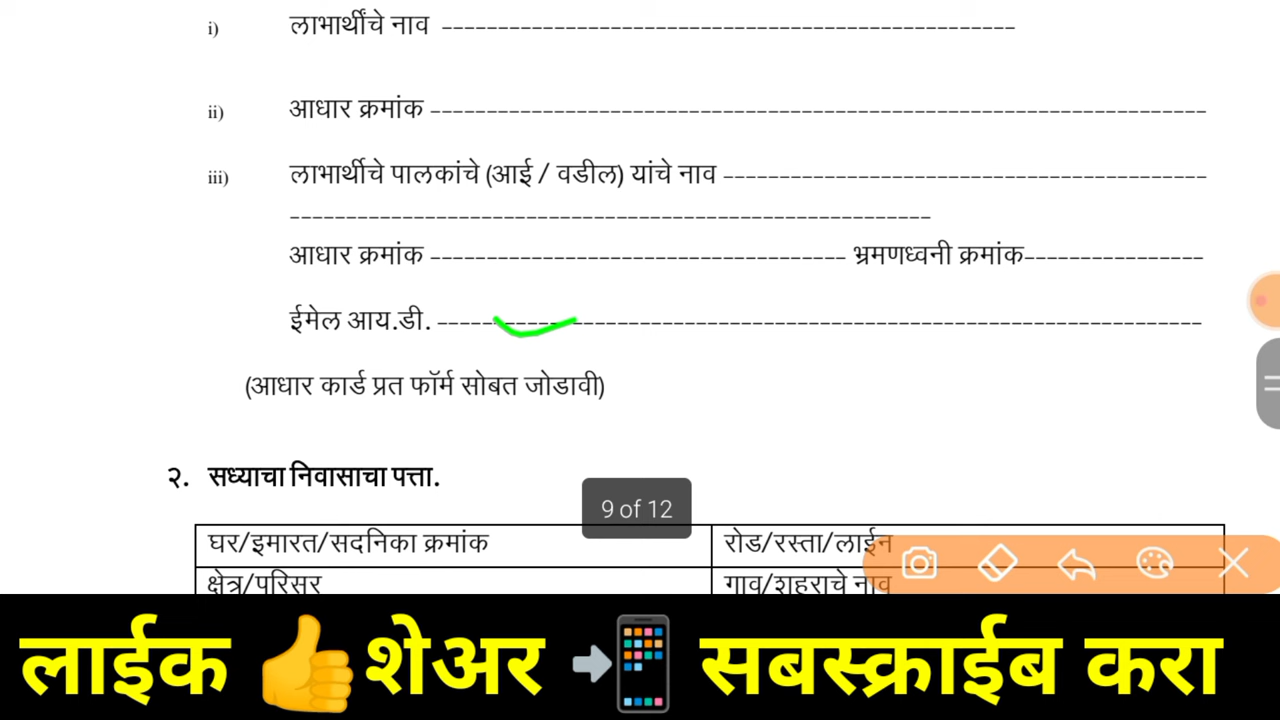 i) लाभार्थींचे नाव ---------------------------------------------------
ii) आधार क्रमांक ---------------------------------------------------------------------
iii) लाभार्थीचे पालकांचे (आई / वडील) यांचे नाव -------------------------------------------
---------------------------------------------------------
आधार क्रमांक ------------------------------------- भ्रमणध्वनी क्रमांक----------------
ईमेल आय.डी. --------------------------------------------------------------------
(आधार कार्ड प्रत फॉर्म सोबत जोडावी)
२. सध्याचा निवासाचा पत्ता.
9 of 12
घर/इमारत/सदनिका क्रमांक रोड/रस्ता/लाईन
क्षेत्र/परिसर गाव/शहराचे नाव
लाईक 👍 शेअर 📲 सबस्क्राईब करा